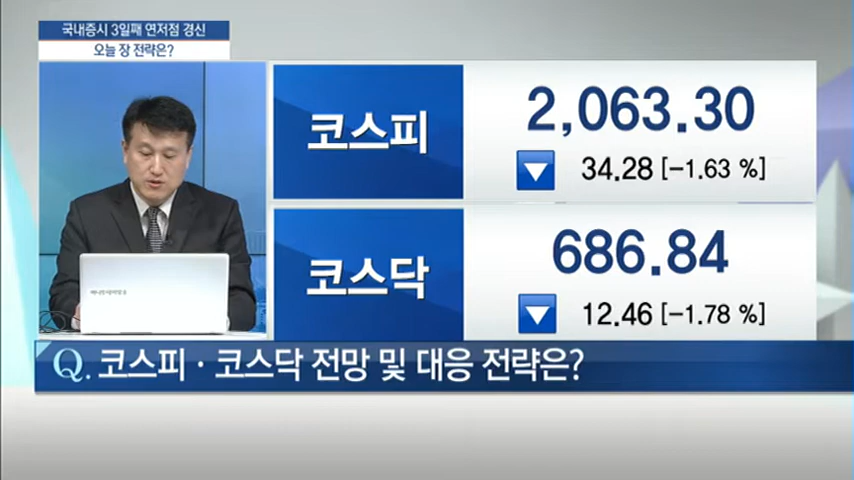 국내증시 3일째 연저점 경신
오늘 장 전략은?
코스피
2,063.30
▼ 34.28 [-1.63 %]
코스닥
686.84
▼ 12.46 [-1.78 %]
Q. 코스피 · 코스닥 전망 및 대응 전략은?